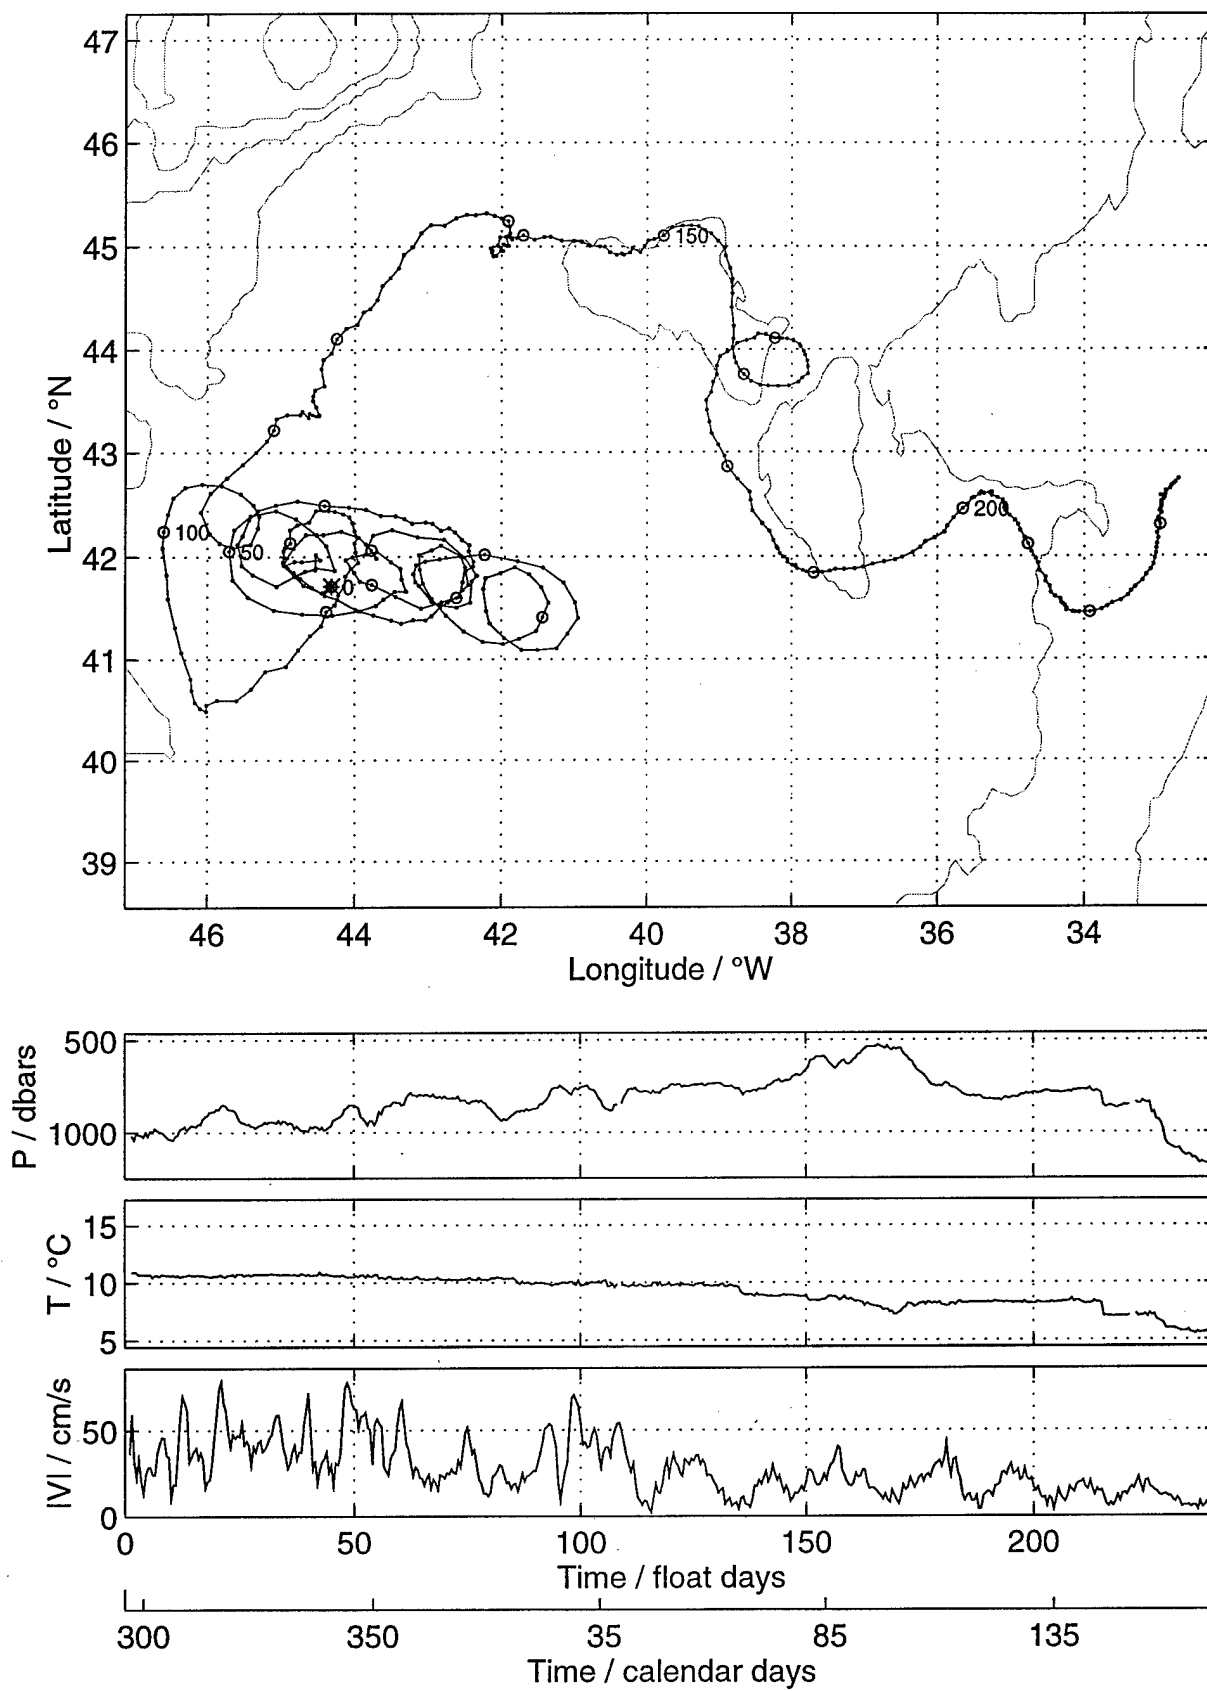 47
46
45
44
43
42
41
40
39
Latitude / °N
150
100
50
0
200
46 44 42 40 38 36 34
Longitude / °W
500
1000
P / dbars
15
10
5
T / °C
50
0
|V| / cm/s
0 50 100 150 200
Time / float days
300 350 35 85 135
Time / calendar days